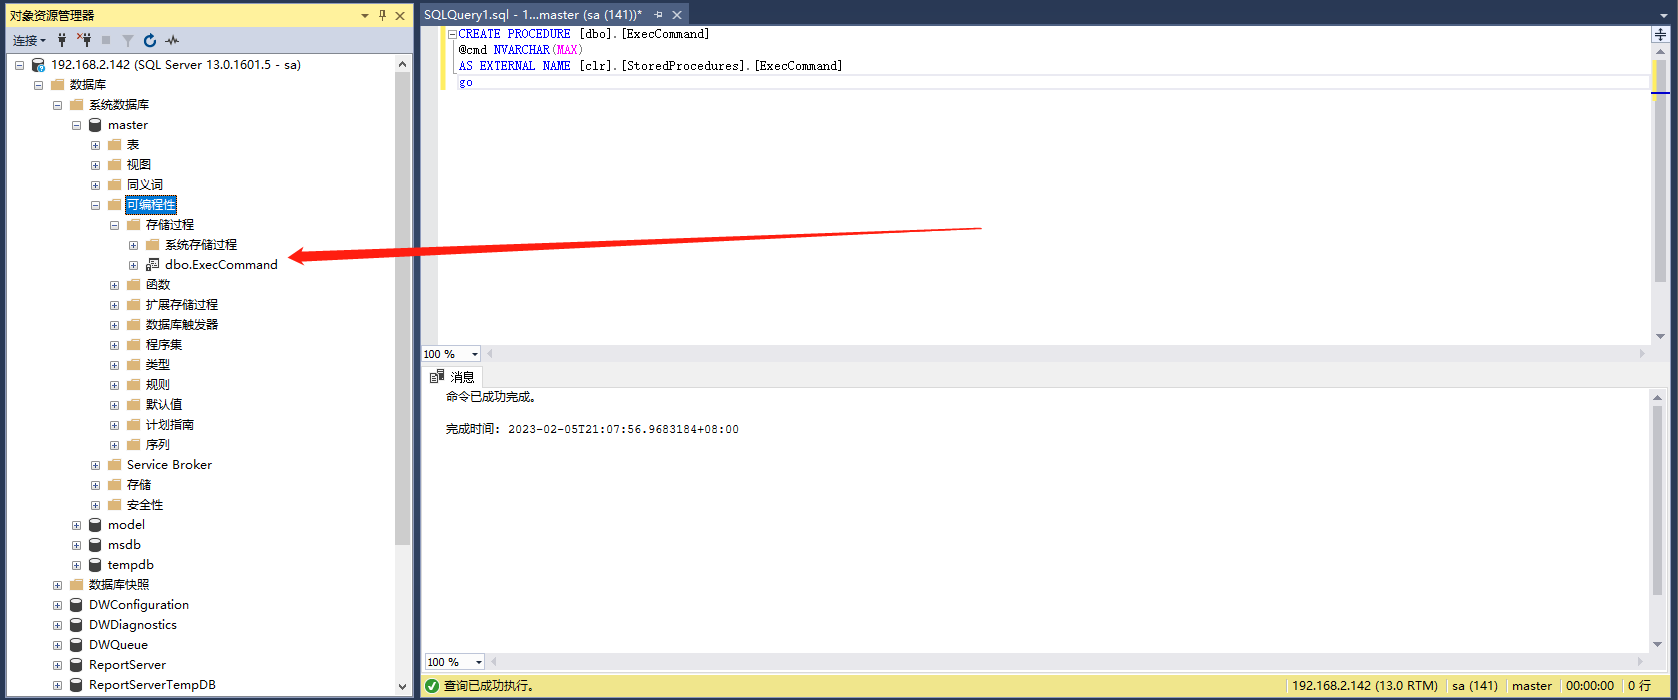 对象资源管理器
连接
192.168.2.142 (SQL Server 13.0.1601.5 - sa)
数据库
系统数据库
master
表
视图
同义词
可编程性
存储过程
系统存储过程
dbo.ExecCommand
函数
扩展存储过程
数据库触发器
程序集
类型
规则
默认值
计划指南
序列
Service Broker
存储
安全性
model
msdb
tempdb
数据库快照
DWConfiguration
DWDiagnostics
DWQueue
ReportServer
ReportServerTempDB
SQLQuery1.sql - 1...master (sa (141))*
CREATE PROCEDURE [dbo].[ExecCommand]
@cmd NVARCHAR(MAX)
AS EXTERNAL NAME [clr].[StoredProcedures].[ExecCommand]
go
100 %
消息
命令已成功完成。
完成时间: 2023-02-05T21:07:56.9683184+08:00
100 %
查询已成功执行。
192.168.2.142 (13.0 RTM)
sa (141)
master
00:00:00
0 行